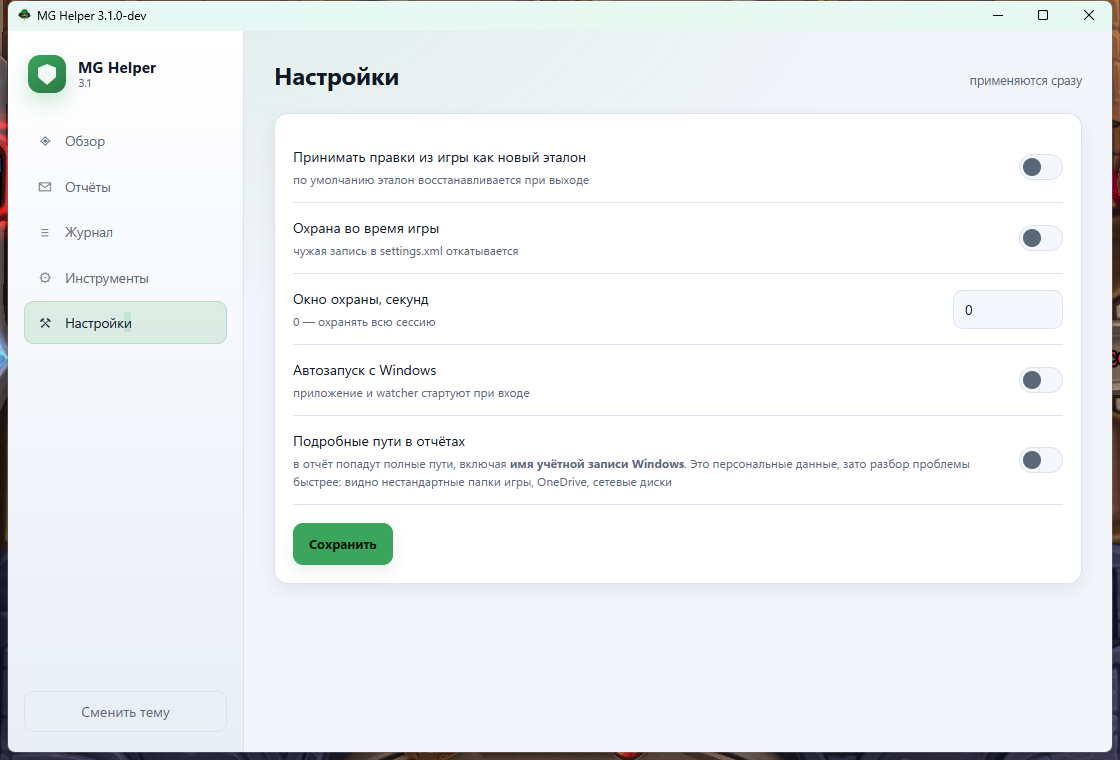 MG Helper 3.1.0-dev
MG Helper
3.1
Обзор
Отчёты
Журнал
Инструменты
Настройки
Сменить тему
Настройки
применяются сразу
Принимать правки из игры как новый эталон
по умолчанию эталон восстанавливается при выходе
Охрана во время игры
чужая запись в settings.xml откатывается
Окно охраны, секунд
0 — охранять всю сессию
0
Автозапуск с Windows
приложение и watcher стартуют при входе
Подробные пути в отчётах
в отчёт попадут полные пути, включая имя учётной записи Windows. Это персональные данные, зато разбор проблемы
быстрее: видно нестандартные папки игры, OneDrive, сетевые диски
Сохранить